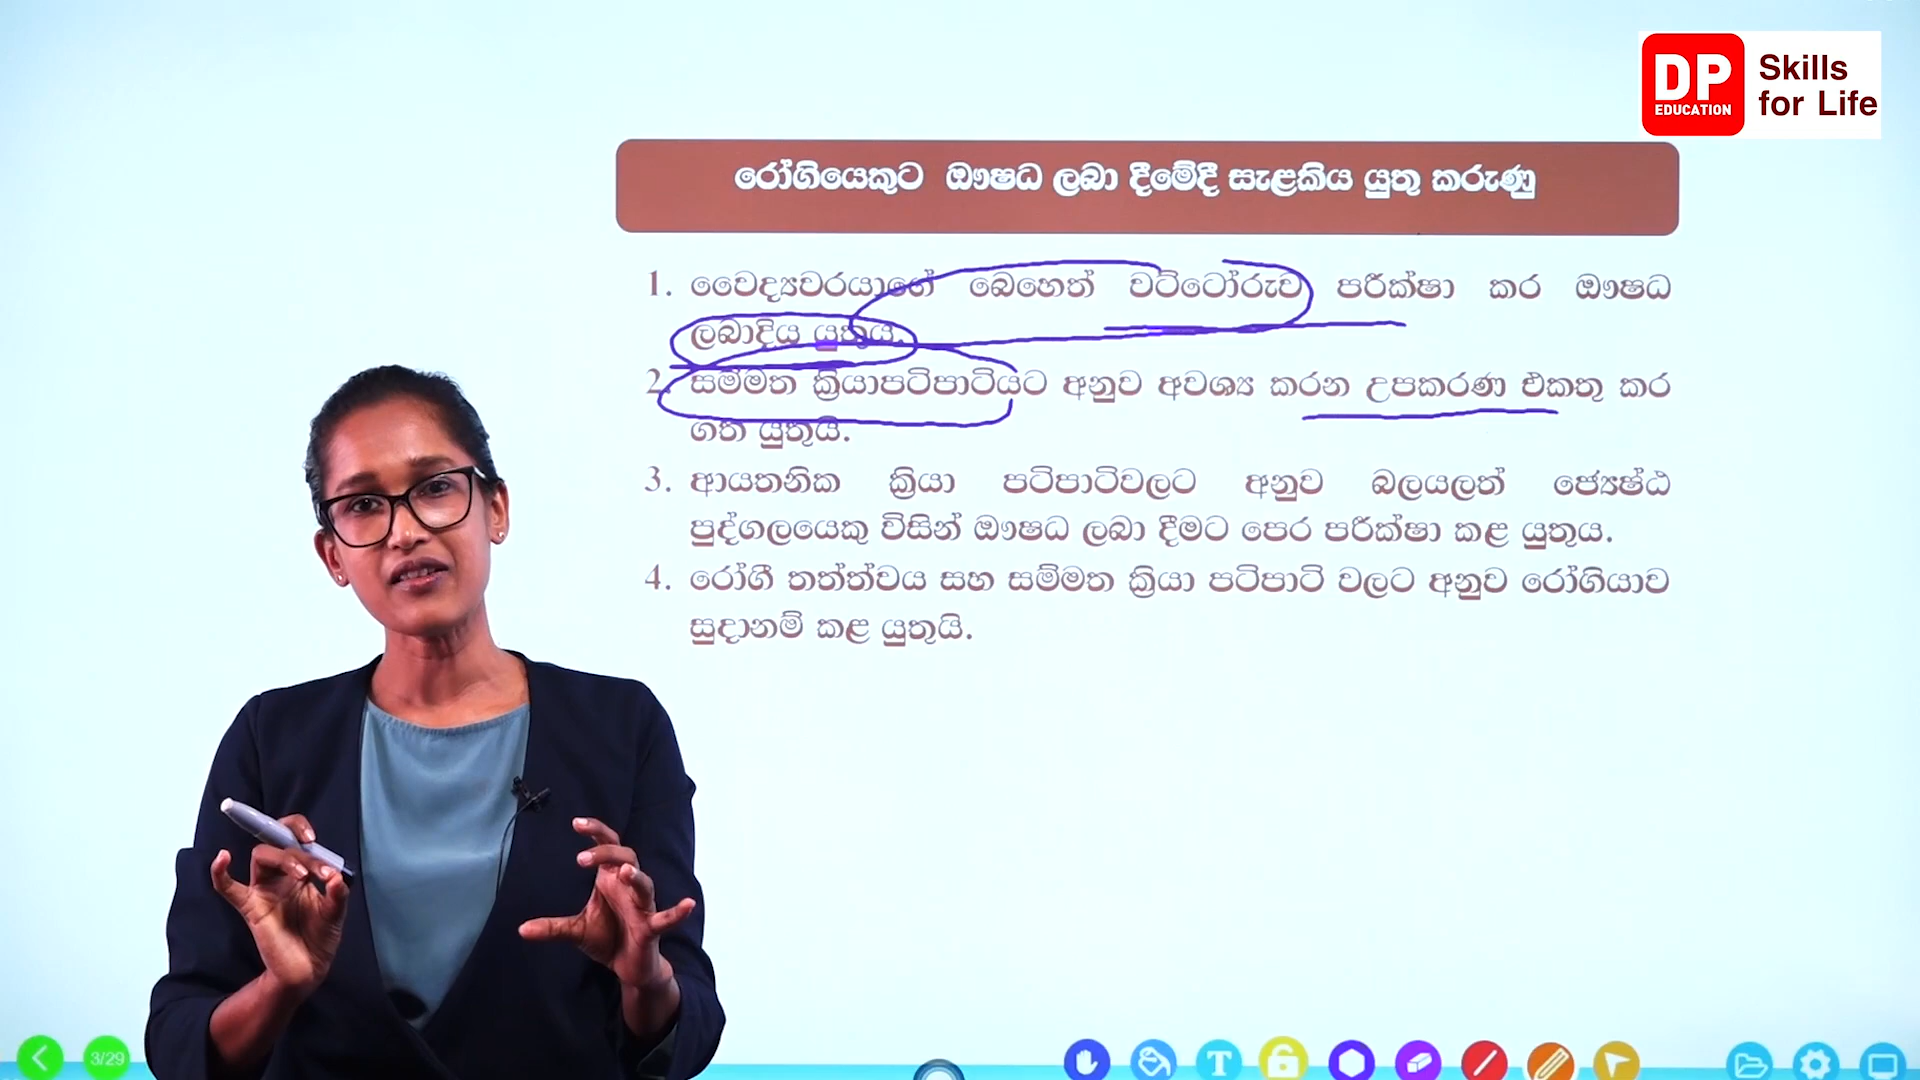 DP
EDUCATION
Skills
for Life
රෝගියෙකුට ඖෂධ ලබා දීමේදී සැළකිය යුතු කරුණු
1. වෛද්‍යවරයාගේ බෙහෙත් වට්ටෝරුව පරීක්ෂා කර ඖෂධ
ලබාදිය යුතුය.
2. සම්මත ක්‍රියාපටිපාටියට අනුව අවශ්‍ය කරන උපකරණ එකතු කර
ගත යුතුයි.
3. ආයතනික ක්‍රියා පටිපාටිවලට අනුව බලයලත් ජ්‍යෙෂ්ඨ
පුද්ගලයෙකු විසින් ඖෂධ ලබා දීමට පෙර පරීක්ෂා කළ යුතුය.
4. රෝගී තත්ත්වය සහ සම්මත ක්‍රියා පටිපාටි වලට අනුව රෝගියාව
සුදානම් කළ යුතුයි.
3/29
T